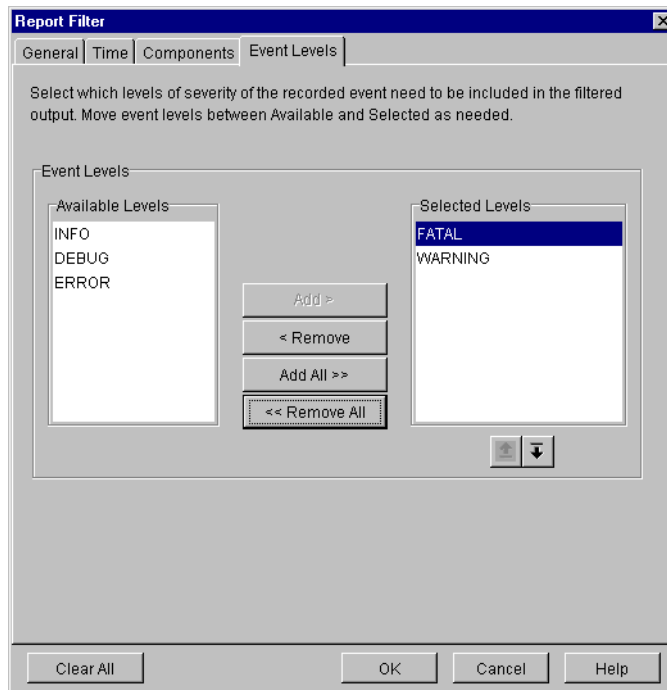 Report Filter
General Time Components Event Levels
Select which levels of severity of the recorded event need to be included in the filtered
output. Move event levels between Available and Selected as needed.
Event Levels
Available Levels
INFO
DEBUG
ERROR
Add >
< Remove
Add All >>
<< Remove All
Selected Levels
FATAL
WARNING
Clear All OK Cancel Help